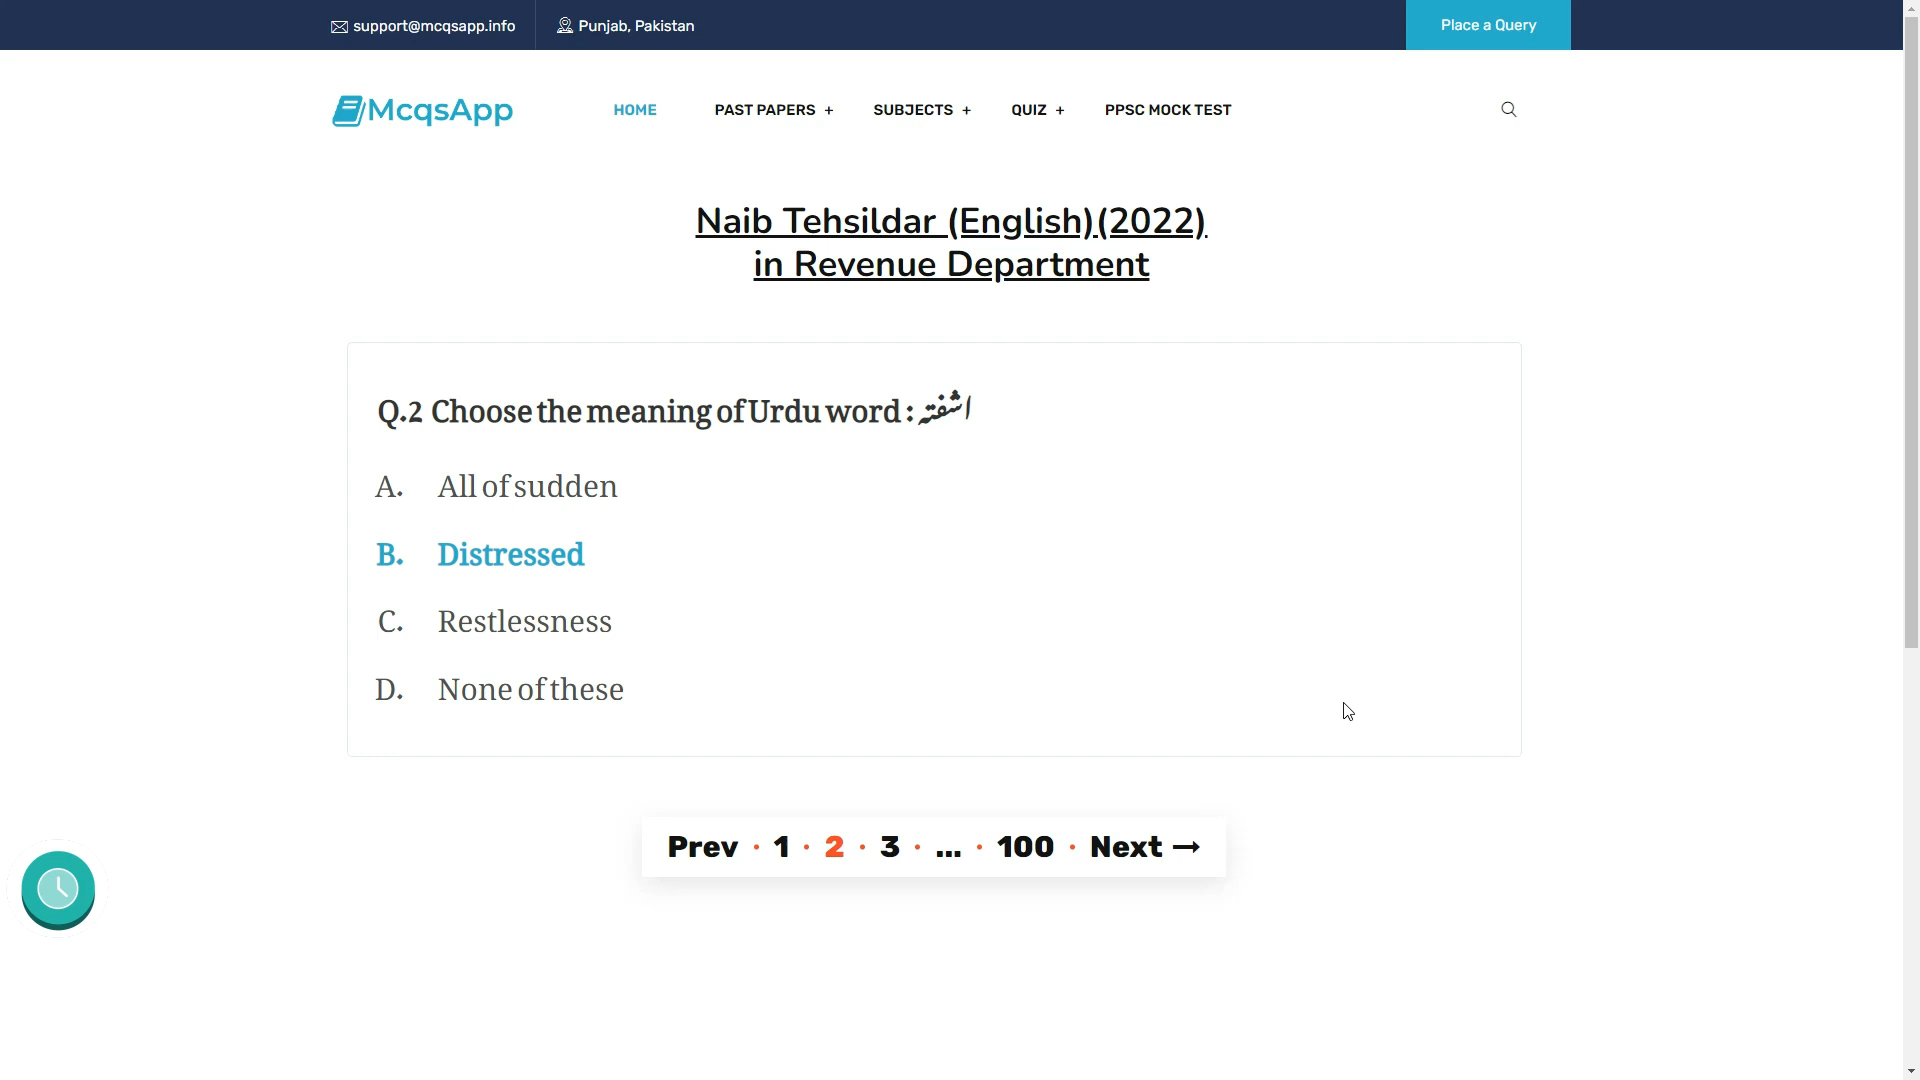 support@mcqsapp.info
Punjab, Pakistan
Place a Query
McqsApp
HOME
PAST PAPERS +
SUBJECTS +
QUIZ +
PPSC MOCK TEST
Naib Tehsildar (English)(2022)
in Revenue Department
Q.2 Choose the meaning of Urdu word : اشفتہ
A. All of sudden
B. Distressed
C. Restlessness
D. None of these
Prev • 1 • 2 • 3 • ... • 100 • Next →